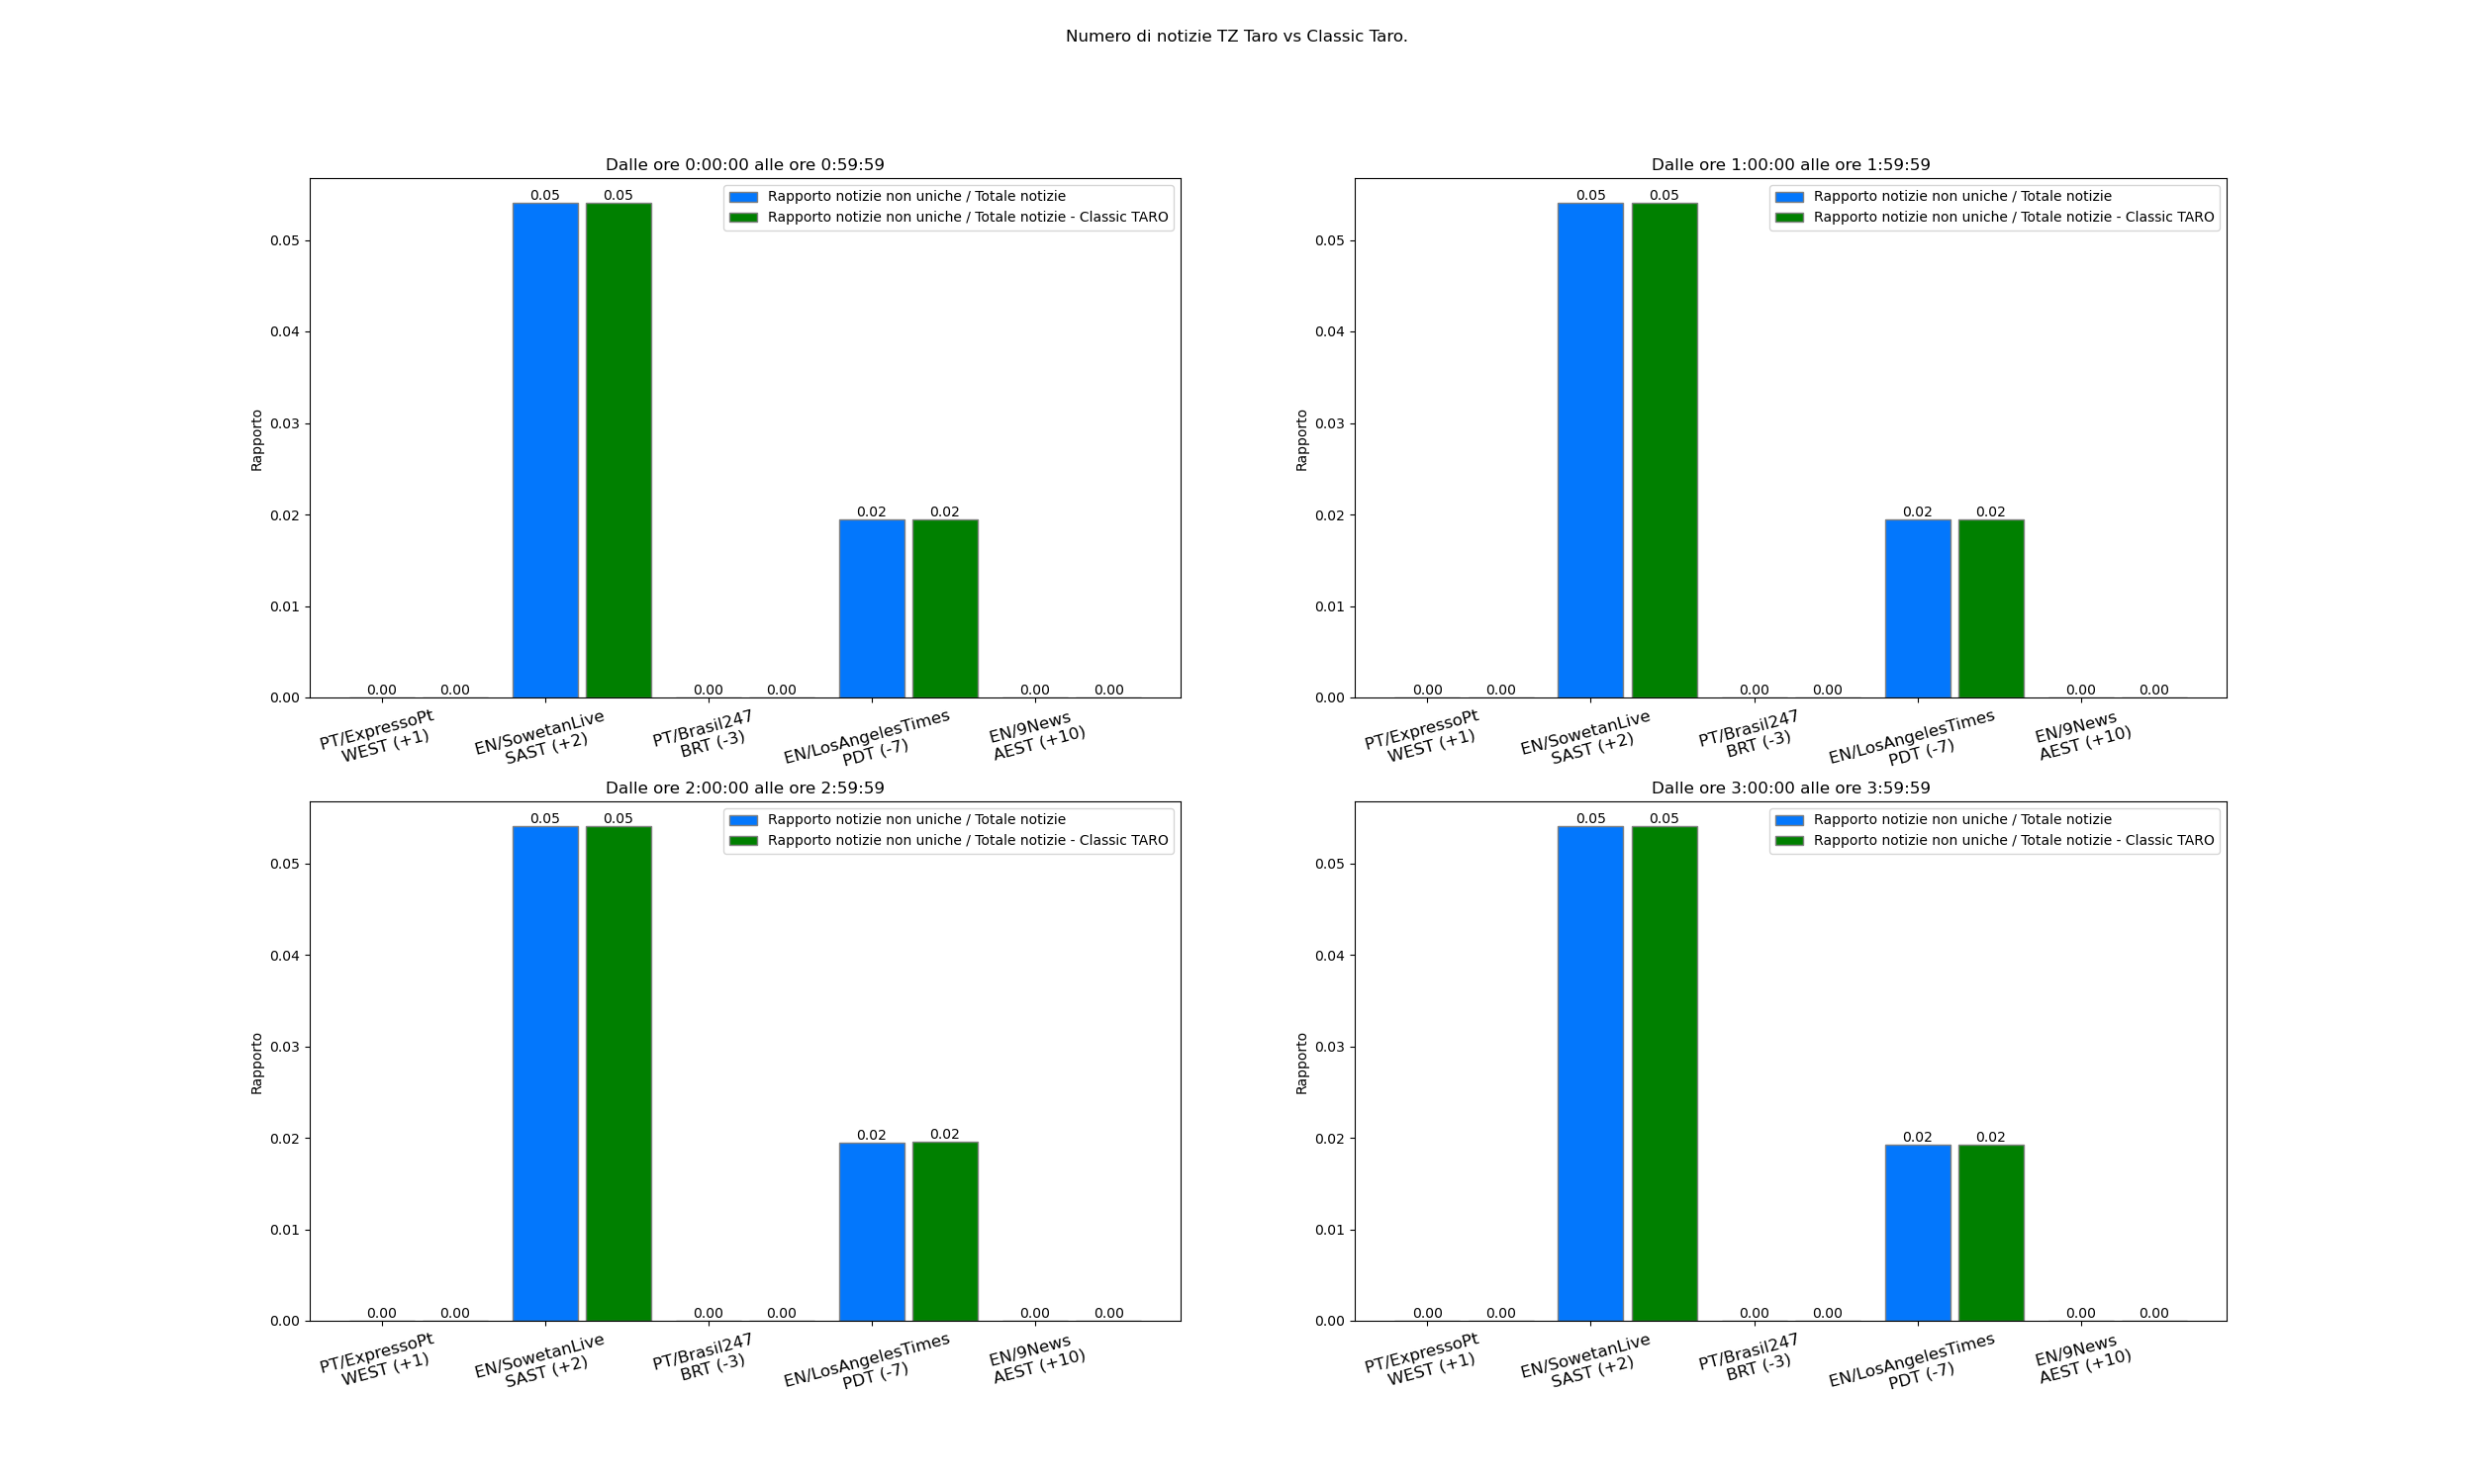 Numero di notizie TZ Taro vs Classic Taro.
Dalle ore 0:00:00 alle ore 0:59:59
Rapporto notizie non uniche / Totale notizie
Rapporto notizie non uniche / Totale notizie - Classic TARO
Rapporto
0.05
0.04
0.03
0.02
0.01
0.00
0.00 0.00 0.05 0.05 0.00 0.00 0.02 0.02 0.00 0.00
PT/ExpressoPt
WEST (+1)
EN/SowetanLive
SAST (+2)
PT/Brasil247
BRT (-3)
EN/LosAngelesTimes
PDT (-7)
EN/9News
AEST (+10)
Dalle ore 1:00:00 alle ore 1:59:59
Rapporto notizie non uniche / Totale notizie
Rapporto notizie non uniche / Totale notizie - Classic TARO
Rapporto
0.05
0.04
0.03
0.02
0.01
0.00
0.00 0.00 0.05 0.05 0.00 0.00 0.02 0.02 0.00 0.00
PT/ExpressoPt
WEST (+1)
EN/SowetanLive
SAST (+2)
PT/Brasil247
BRT (-3)
EN/LosAngelesTimes
PDT (-7)
EN/9News
AEST (+10)
Dalle ore 2:00:00 alle ore 2:59:59
Rapporto notizie non uniche / Totale notizie
Rapporto notizie non uniche / Totale notizie - Classic TARO
Rapporto
0.05
0.04
0.03
0.02
0.01
0.00
0.00 0.00 0.05 0.05 0.00 0.00 0.02 0.02 0.00 0.00
PT/ExpressoPt
WEST (+1)
EN/SowetanLive
SAST (+2)
PT/Brasil247
BRT (-3)
EN/LosAngelesTimes
PDT (-7)
EN/9News
AEST (+10)
Dalle ore 3:00:00 alle ore 3:59:59
Rapporto notizie non uniche / Totale notizie
Rapporto notizie non uniche / Totale notizie - Classic TARO
Rapporto
0.05
0.04
0.03
0.02
0.01
0.00
0.00 0.00 0.05 0.05 0.00 0.00 0.02 0.02 0.00 0.00
PT/ExpressoPt
WEST (+1)
EN/SowetanLive
SAST (+2)
PT/Brasil247
BRT (-3)
EN/LosAngelesTimes
PDT (-7)
EN/9News
AEST (+10)